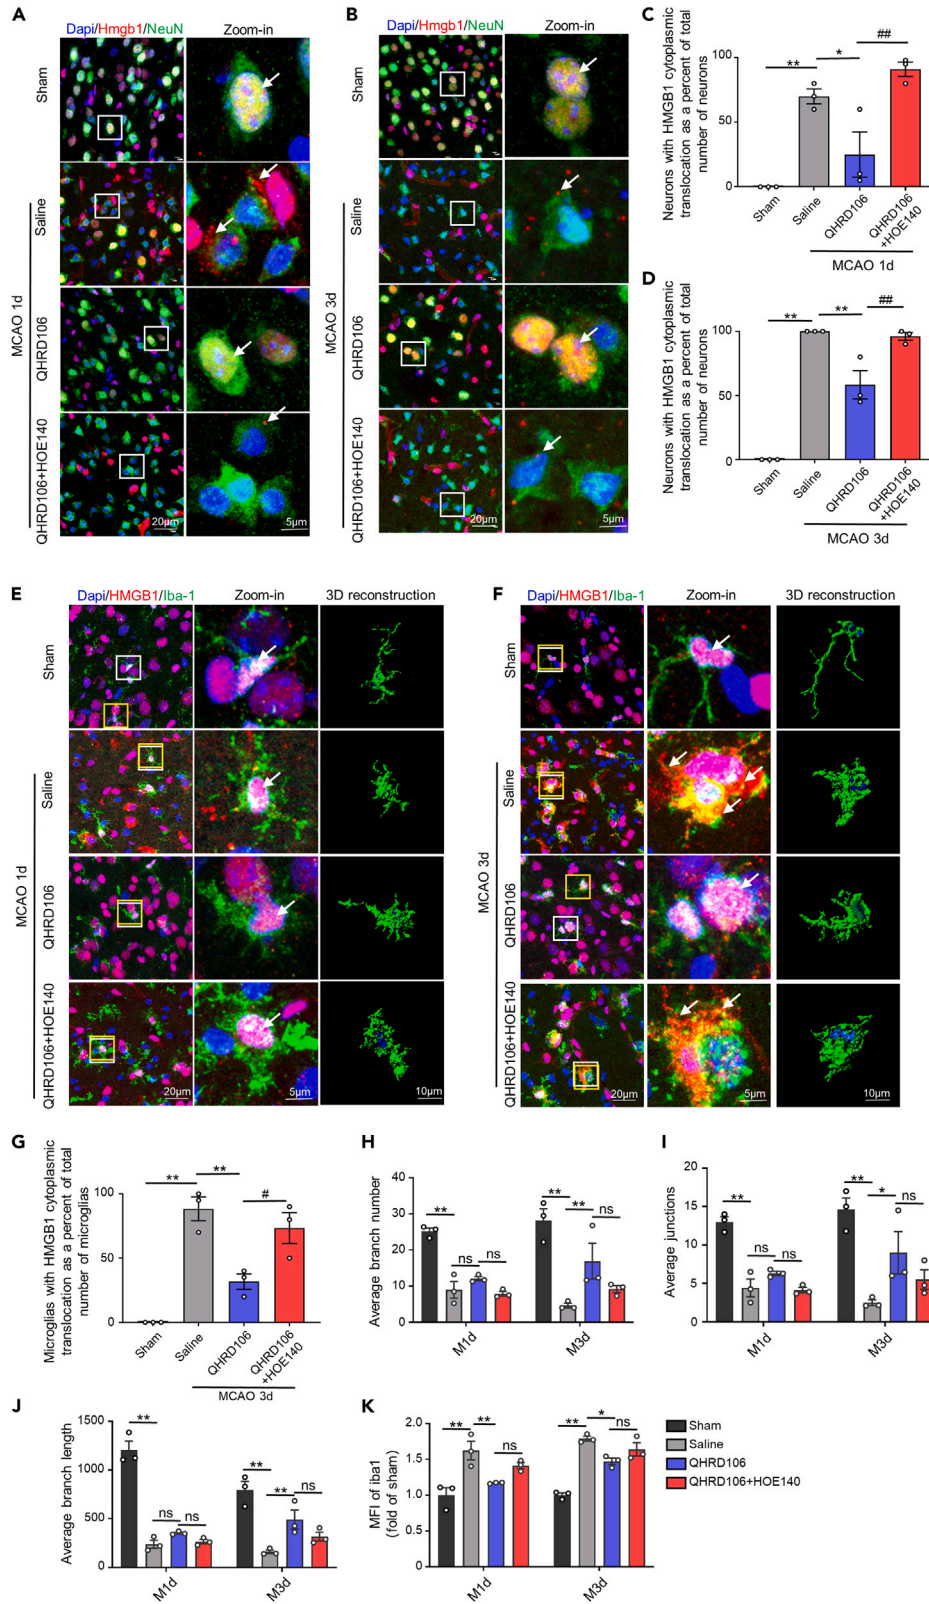 A
Dapi/Hmgb1/NeuN
Zoom-in
Sham
Saline
QHRD106
QHRD106+HOE140
MCAO 1d
20μm
5μm
B
Dapi/Hmgb1/NeuN
Zoom-in
Sham
Saline
QHRD106
QHRD106+HOE140
MCAO 3d
20μm
5μm
C
Neurons with HMGB1 cytoplasmic
translocation as a percent of total
number of neurons
100
50
0
** * ##
Sham
Saline
QHRD106
QHRD106
+HOE140
MCAO 1d
D
Neurons with HMGB1 cytoplasmic
translocation as a percent of total
number of neurons
100
50
0
** ** ##
Sham
Saline
QHRD106
QHRD106
+HOE140
MCAO 3d
E
Dapi/HMGB1/Iba-1
Zoom-in
3D reconstruction
Sham
Saline
QHRD106
QHRD106+HOE140
MCAO 1d
20μm
5μm
10μm
F
Dapi/HMGB1/Iba-1
Zoom-in
3D reconstruction
Sham
Saline
QHRD106
QHRD106+HOE140
MCAO 3d
20μm
5μm
10μm
G
Microglias with HMGB1 cytoplasmic
translocation as a percent of total
number of microglias
100
50
0
** ** #
Sham
Saline
QHRD106
QHRD106
+HOE140
MCAO 3d
H
Average branch number
40
30
20
10
0
** ns ns
** ** ns
M1d
M3d
I
Average junctions
20
15
10
5
0
** ns ns
** * ns
M1d
M3d
J
Average branch length
1500
1000
500
0
** ns ns
** ** ns
M1d
M3d
K
MFI of iba1
(fold of sham)
2.0
1.6
1.2
0.8
0.4
0.0
** ** ns
** * ns
M1d
M3d
Sham
Saline
QHRD106
QHRD106+HOE140